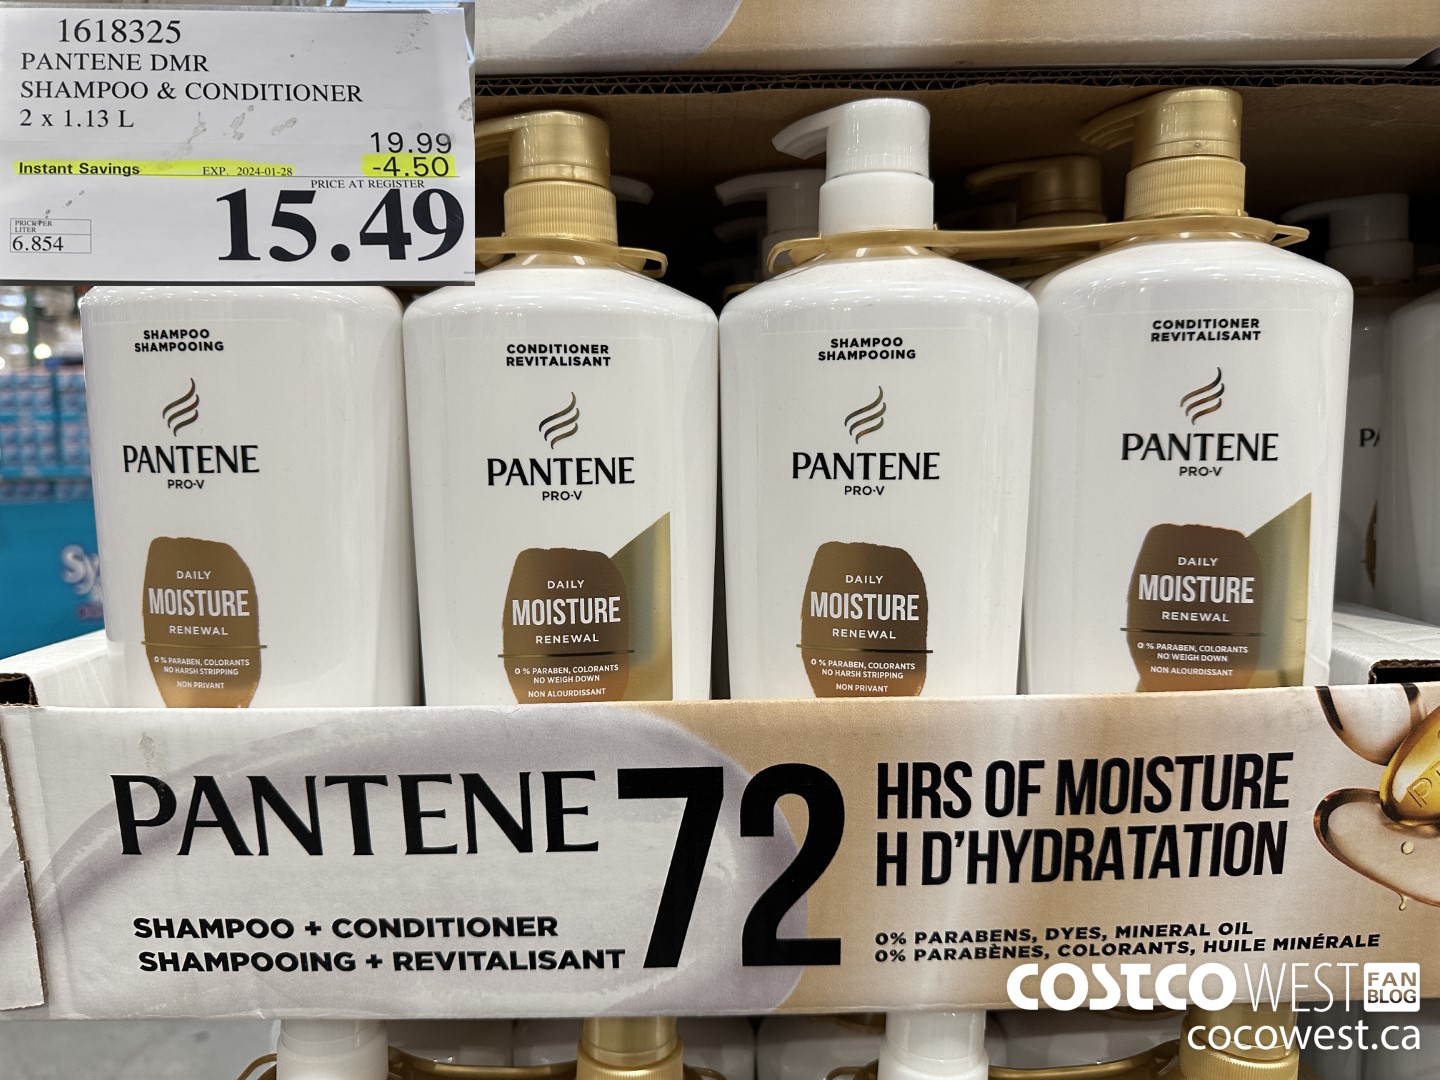 1618325
PANTENE DMR
SHAMPOO & CONDITIONER
2 x 1.13 L
19.99
Instant Savings EXP. 2024-01-28 -4.50
PRICE AT REGISTER
PRICE PER
LITER
6.854
15.49
SHAMPOO
SHAMPOOING
PANTENE
PRO-V
DAILY
MOISTURE
RENEWAL
0 % PARABEN, COLORANTS
NO HARSH STRIPPING
NON PRIVANT
CONDITIONER
REVITALISANT
PANTENE
PRO-V
DAILY
MOISTURE
RENEWAL
0 % PARABEN, COLORANTS
NO WEIGH DOWN
NON ALOURDISSANT
SHAMPOO
SHAMPOOING
PANTENE
PRO-V
DAILY
MOISTURE
RENEWAL
0 % PARABEN, COLORANTS
NO HARSH STRIPPING
NON PRIVANT
CONDITIONER
REVITALISANT
PANTENE
PRO-V
DAILY
MOISTURE
RENEWAL
0 % PARABEN, COLORANTS
NO WEIGH DOWN
NON ALOURDISSANT
PANTENE 72 HRS OF MOISTURE
H D'HYDRATATION
SHAMPOO + CONDITIONER
SHAMPOOING + REVITALISANT
0% PARABENS, DYES, MINERAL OIL
0% PARABÈNES, COLORANTS, HUILE MINÉRALE
COSTCO WEST FAN BLOG
cocowest.ca